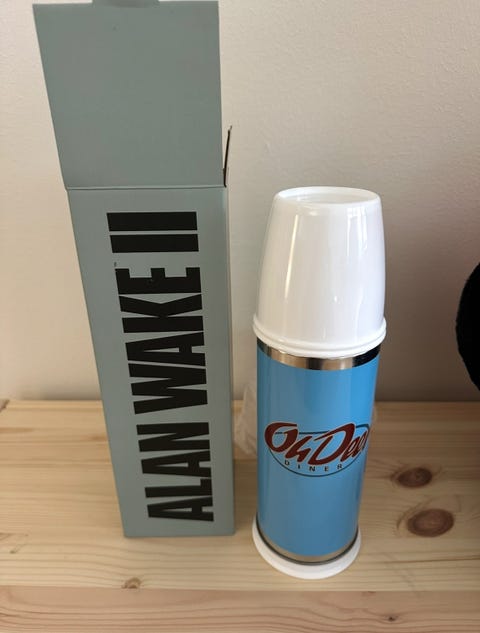 ALAN WAKE II
Oh Deer
DINER